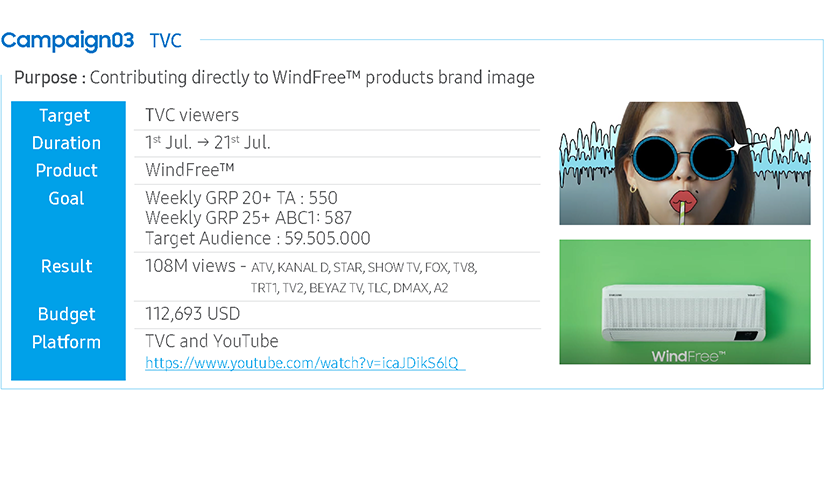 Campaign03 TVC
Purpose : Contributing directly to WindFree™ products brand image
Target TVC viewers
Duration 1st Jul. → 21st Jul.
Product WindFree™
Goal Weekly GRP 20+ TA : 550
Weekly GRP 25+ ABC1: 587
Target Audience : 59.505.000
Result 108M views - ATV, KANAL D, STAR, SHOW TV, FOX, TV8,
TRT1, TV2, BEYAZ TV, TLC, DMAX, A2
Budget 112,693 USD
Platform TVC and YouTube
https://www.youtube.com/watch?v=icaJDikS6lQ
SAMSUNG
WindFree™